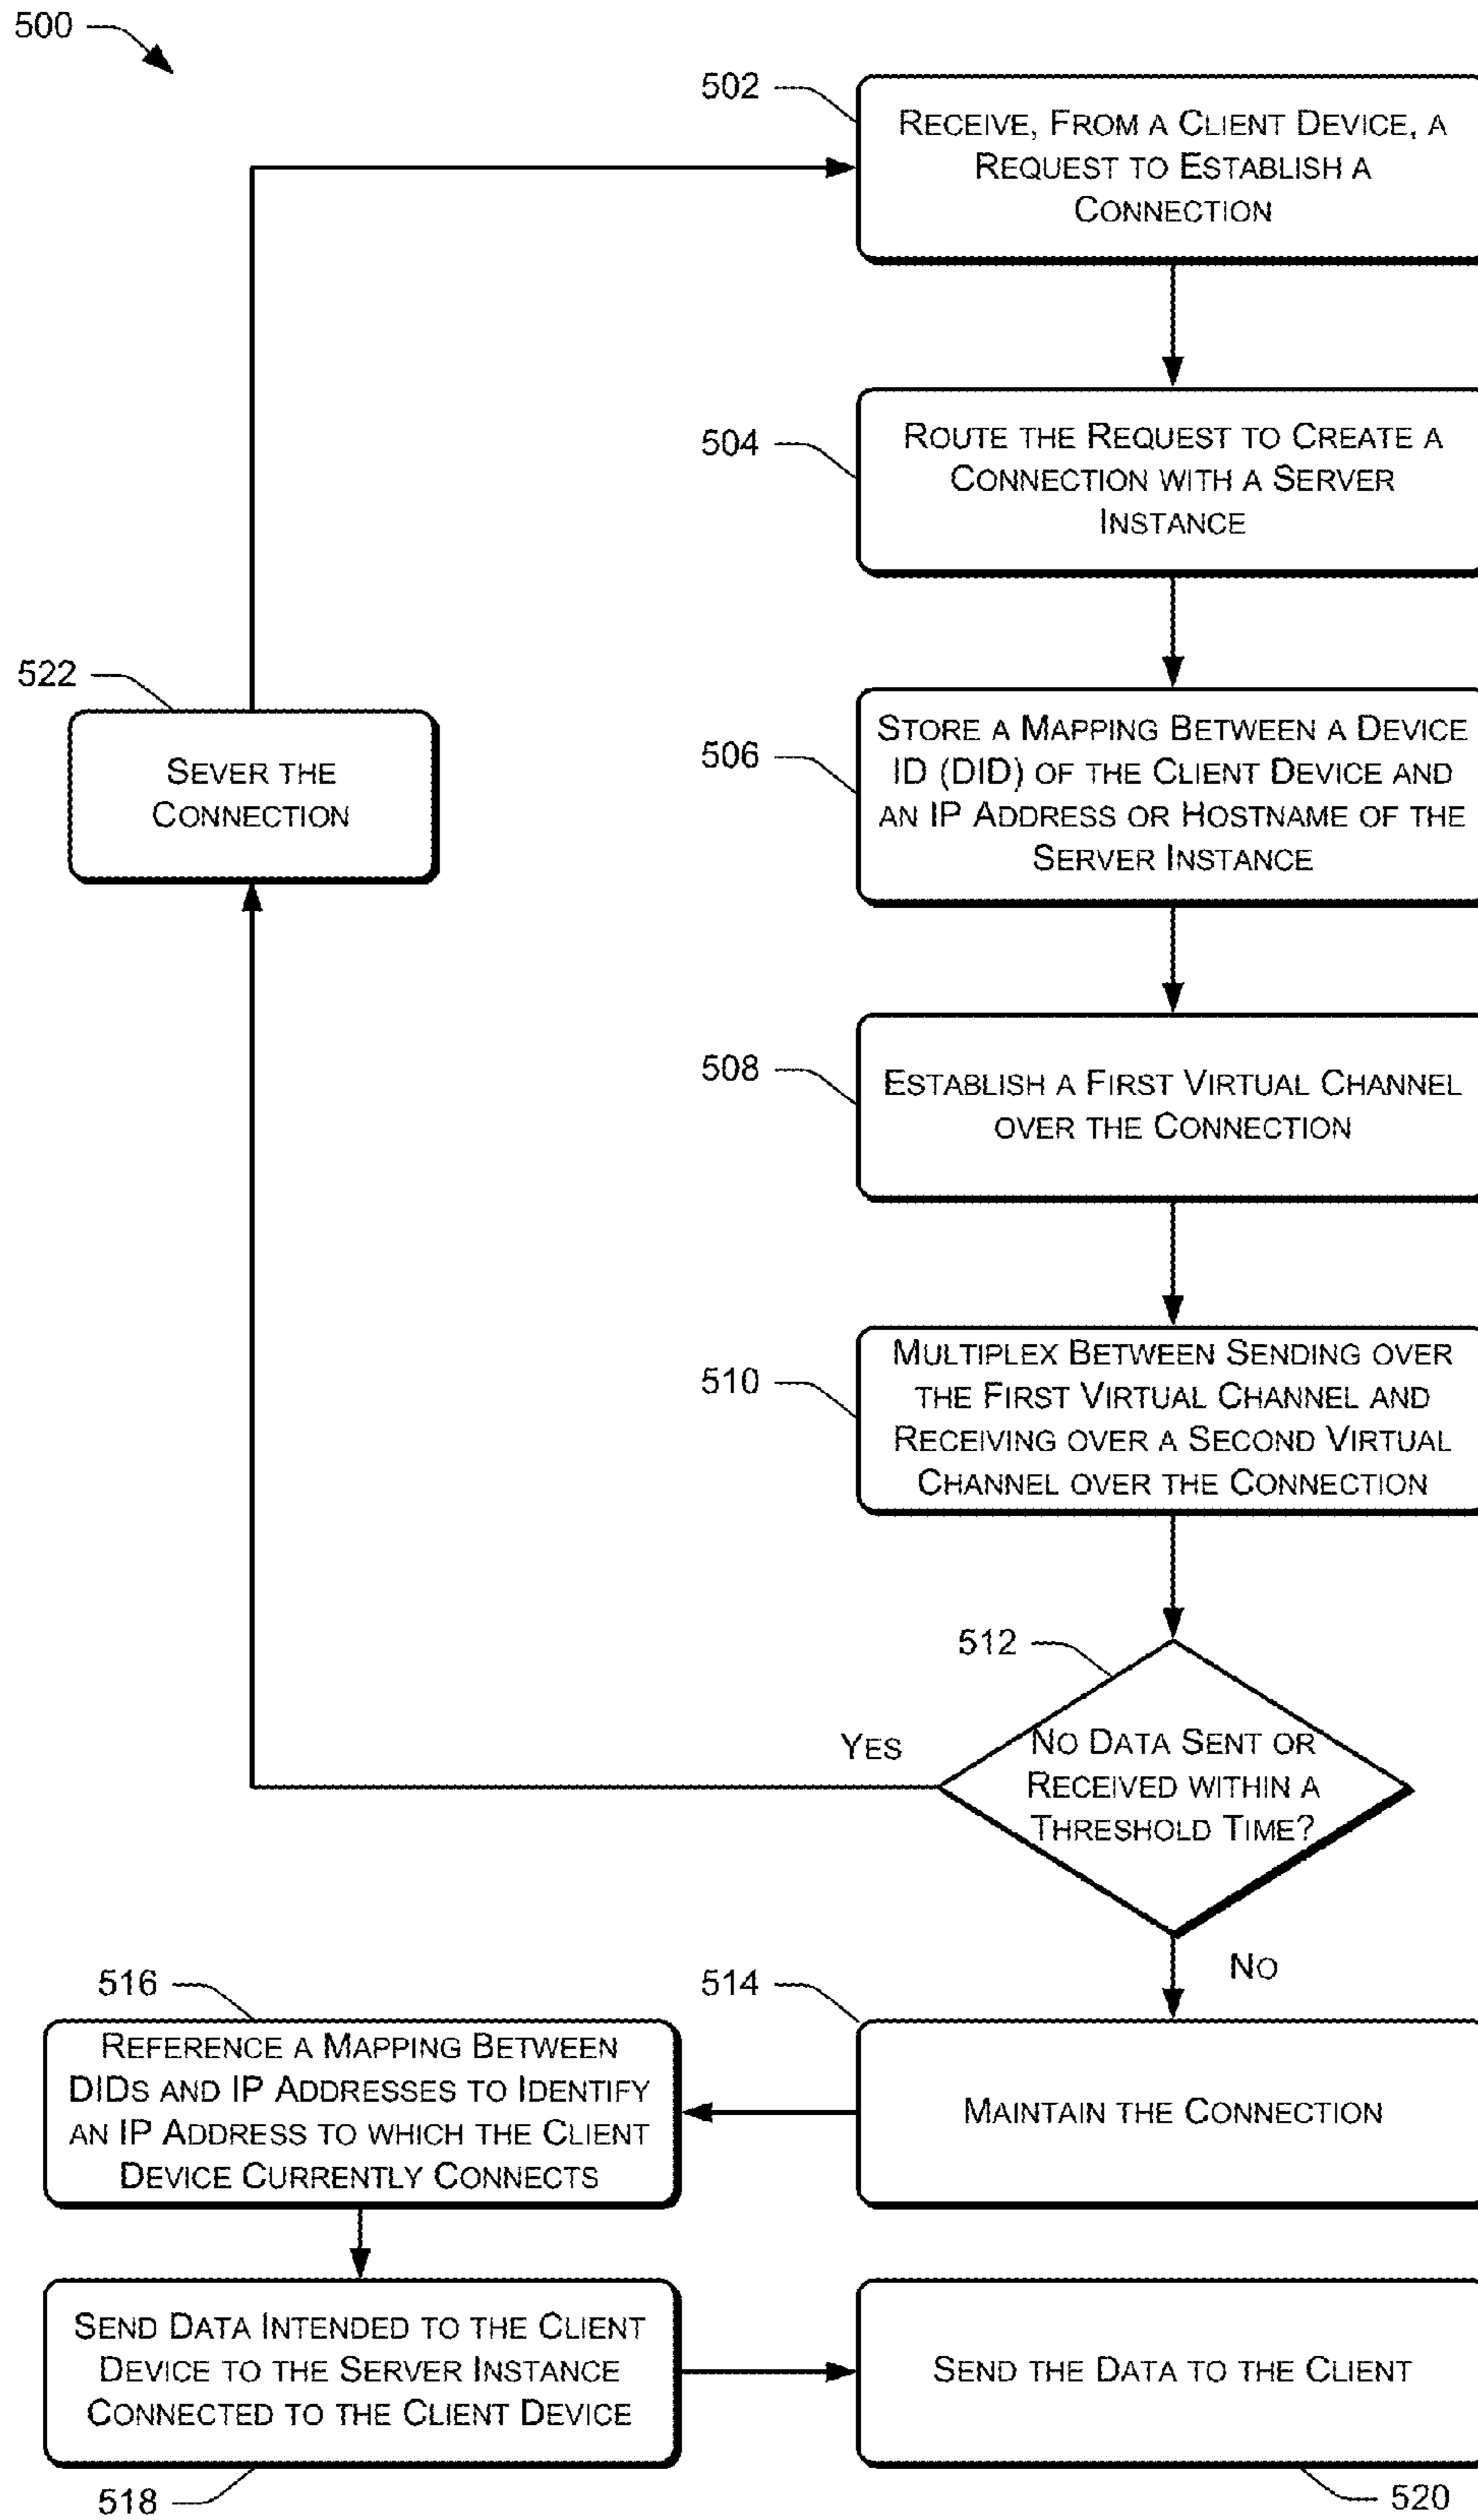 500
502
RECEIVE, FROM A CLIENT DEVICE, A
REQUEST TO ESTABLISH A
CONNECTION
504
ROUTE THE REQUEST TO CREATE A
CONNECTION WITH A SERVER
INSTANCE
522
SEVER THE
CONNECTION
506
STORE A MAPPING BETWEEN A DEVICE
ID (DID) OF THE CLIENT DEVICE AND
AN IP ADDRESS OR HOSTNAME OF THE
SERVER INSTANCE
508
ESTABLISH A FIRST VIRTUAL CHANNEL
OVER THE CONNECTION
510
MULTIPLEX BETWEEN SENDING OVER
THE FIRST VIRTUAL CHANNEL AND
RECEIVING OVER A SECOND VIRTUAL
CHANNEL OVER THE CONNECTION
512
NO DATA SENT OR
RECEIVED WITHIN A
THRESHOLD TIME?
YES
NO
514
MAINTAIN THE CONNECTION
516
REFERENCE A MAPPING BETWEEN
DIDS AND IP ADDRESSES TO IDENTIFY
AN IP ADDRESS TO WHICH THE CLIENT
DEVICE CURRENTLY CONNECTS
SEND DATA INTENDED TO THE CLIENT
DEVICE TO THE SERVER INSTANCE
CONNECTED TO THE CLIENT DEVICE
518
SEND THE DATA TO THE CLIENT
520